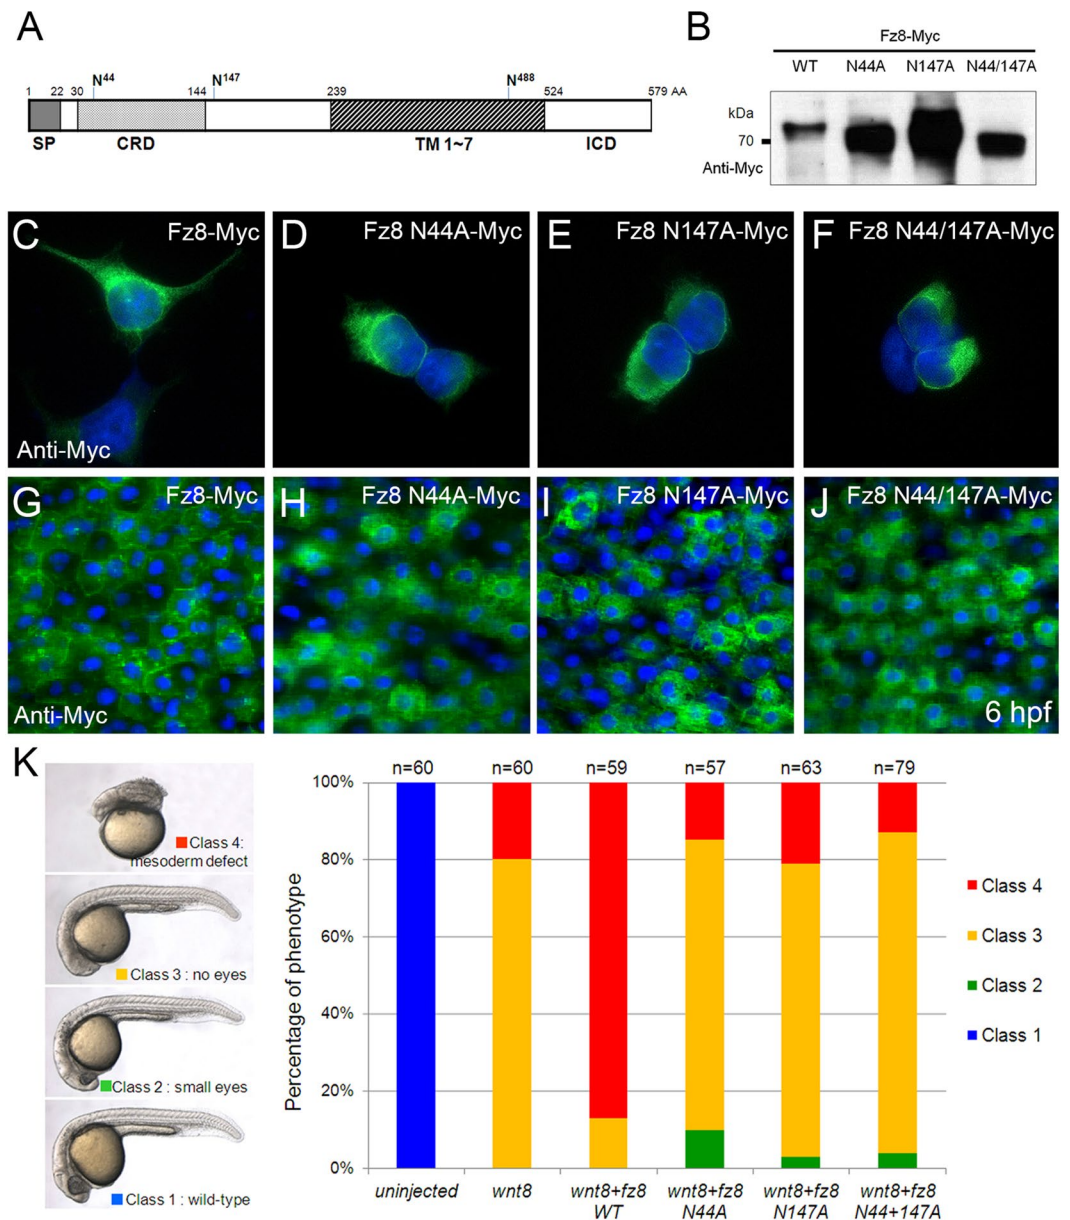 A
N44 N147 N488
1 22 30 144 239 524 579 AA
SP CRD TM 1~7 ICD
B
Fz8-Myc
WT N44A N147A N44/147A
kDa
70
Anti-Myc
C Fz8-Myc
Anti-Myc
D Fz8 N44A-Myc
E Fz8 N147A-Myc
F Fz8 N44/147A-Myc
G Fz8-Myc
Anti-Myc
H Fz8 N44A-Myc
I Fz8 N147A-Myc
J Fz8 N44/147A-Myc
6 hpf
K
Class 4:
mesoderm defect
Class 3 : no eyes
Class 2 : small eyes
Class 1 : wild-type
Percentage of phenotype
100%
80%
60%
40%
20%
0%
n=60 n=60 n=59 n=57 n=63 n=79
uninjected
wnt8
wnt8+fz8
WT
wnt8+fz8
N44A
wnt8+fz8
N147A
wnt8+fz8
N44+147A
Class 4
Class 3
Class 2
Class 1